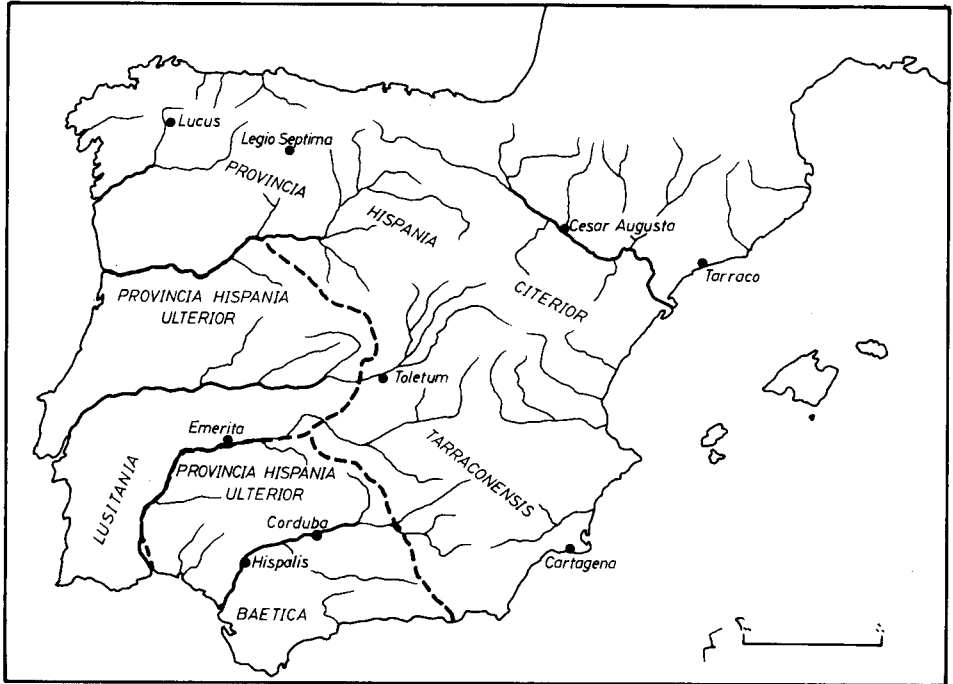 Lucus
Legio Septima
PROVINCIA
HISPANIA
Cesar Augusta
Tarraco
CITERIOR
PROVINCIA HISPANIA
ULTERIOR
Toletum
Emerita
TARRACONENSIS
PROVINCIA HISPANIA
ULTERIOR
LUSITANIA
Corduba
Cartagena
Hispalis
BAETICA